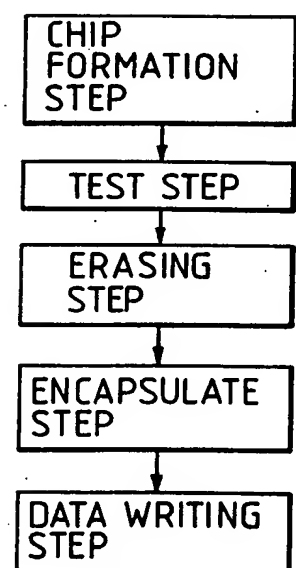 CHIP
FORMATION
STEP
TEST STEP
ERASING
STEP
ENCAPSULATE
STEP
DATA WRITING
STEP